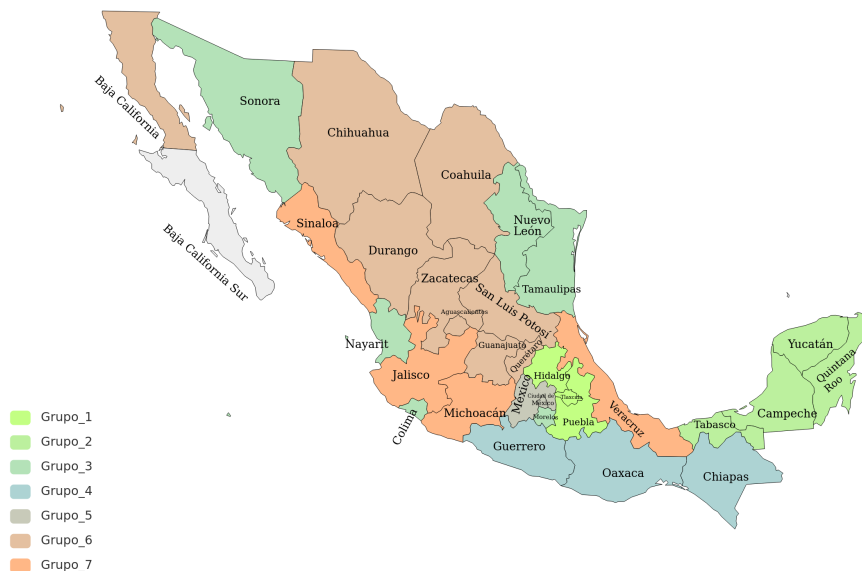 Sonora
Baja California
Chihuahua
Coahuila
Baja California Sur
Sinaloa
Nuevo
León
Durango
Zacatecas
Tamaulipas
San Luis Potosí
Aguascalientes
Nayarit
Guanajuato
Querétaro
Yucatán
Quintana
Roo
Jalisco
Hidalgo
México
Ciudad de
México
Tlaxcala
Colima
Michoacán
Morelos
Puebla
Veracruz
Campeche
Tabasco
Guerrero
Oaxaca
Chiapas
Grupo_1
Grupo_2
Grupo_3
Grupo_4
Grupo_5
Grupo_6
Grupo_7